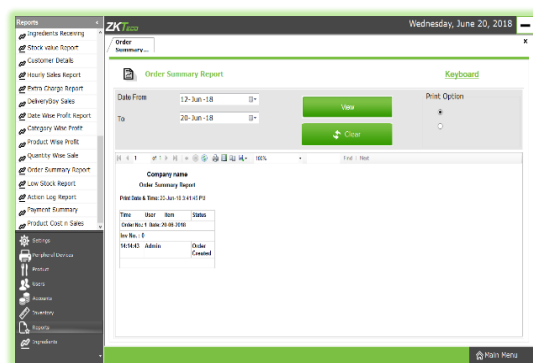 Reports
Ingredients Receiving
Stock value Report
Customer Details
Hourly Sales Report
Extra Charge Report
DeliveryBoy Sales
Date Wise Profit Report
Category Wise Profit
Product Wise Profit
Quantity Wise Sale
Order Summary Report
Low Stock Report
Action Log Report
Payment Summary
Product Cost n Sales
Settings
Peripheral Devices
Product
Users
Accounts
Inventory
Reports
Ingredients
ZKTeco
Wednesday, June 20, 2018
Order
Summary...
x
Order Summary Report
Keyboard
Date From
12-Jun -18
View
Print Option
To
20-Jun -18
Clear
1
of 1
100%
Find | Next
Company name
Order Summary Report
Print Date & Time: 20-Jun-18 3:41:43 PM
Time User Item Status
Order No.: 1 Date: 20-06-2018
Inv No. : 0
14:14:43 Admin Order
Created
Main Menu